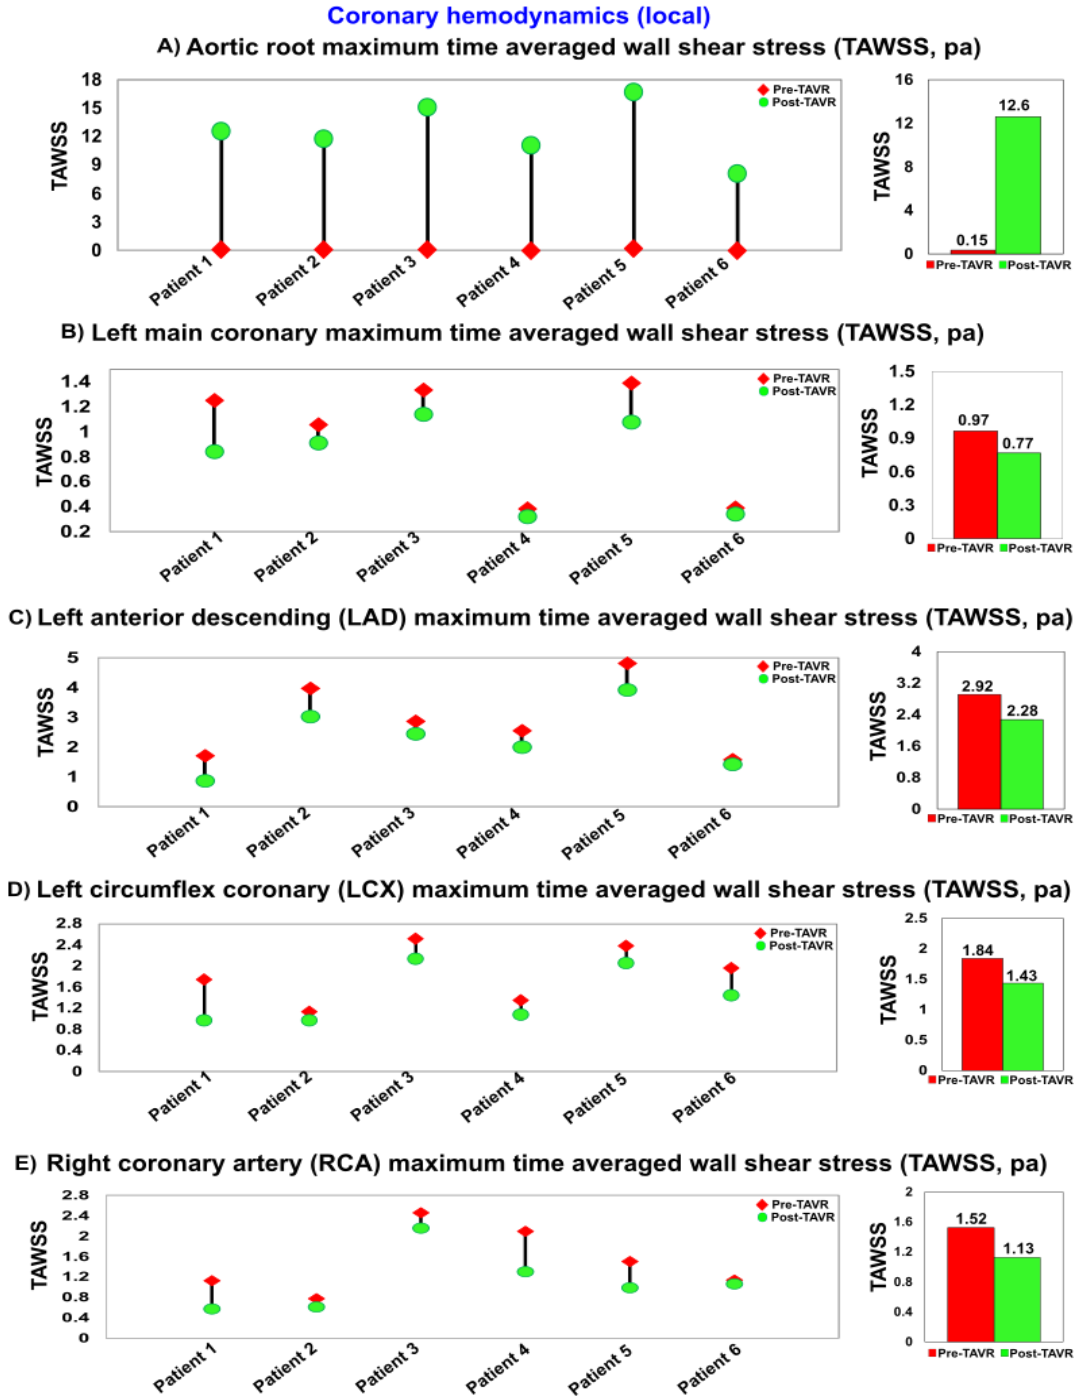 Coronary hemodynamics (local)
A) Aortic root maximum time averaged wall shear stress (TAWSS, pa)
TAWSS
18
15
12
9
6
3
0
Pre-TAVR
Post-TAVR
Patient 1
Patient 2
Patient 3
Patient 4
Patient 5
Patient 6
TAWSS
16
12
8
4
0
0.15
12.6
Pre-TAVR Post-TAVR
B) Left main coronary maximum time averaged wall shear stress (TAWSS, pa)
TAWSS
1.4
1.2
1
0.8
0.6
0.4
0.2
Pre-TAVR
Post-TAVR
Patient 1
Patient 2
Patient 3
Patient 4
Patient 5
Patient 6
TAWSS
1.5
1.2
0.9
0.6
0.3
0
0.97
0.77
Pre-TAVR Post-TAVR
C) Left anterior descending (LAD) maximum time averaged wall shear stress (TAWSS, pa)
TAWSS
5
4
3
2
1
0
Pre-TAVR
Post-TAVR
Patient 1
Patient 2
Patient 3
Patient 4
Patient 5
Patient 6
TAWSS
4
3.2
2.4
1.6
0.8
0
2.92
2.28
Pre-TAVR Post-TAVR
D) Left circumflex coronary (LCX) maximum time averaged wall shear stress (TAWSS, pa)
TAWSS
2.8
2.4
2
1.6
1.2
0.8
0.4
0
Pre-TAVR
Post-TAVR
Patient 1
Patient 2
Patient 3
Patient 4
Patient 5
Patient 6
TAWSS
2.5
2
1.5
1
0.5
0
1.84
1.43
Pre-TAVR Post-TAVR
E) Right coronary artery (RCA) maximum time averaged wall shear stress (TAWSS, pa)
TAWSS
2.8
2.4
2
1.6
1.2
0.8
0.4
0
Pre-TAVR
Post-TAVR
Patient 1
Patient 2
Patient 3
Patient 4
Patient 5
Patient 6
TAWSS
2
1.6
1.2
0.8
0.4
0
1.52
1.13
Pre-TAVR Post-TAVR